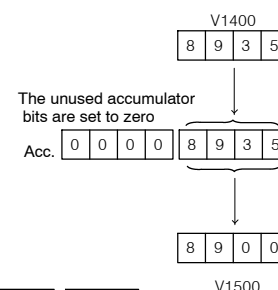 V1400
8 9 3 5
The unused accumulator
bits are set to zero
Acc. 0 0 0 0 8 9 3 5
8 9 0 0
V1500